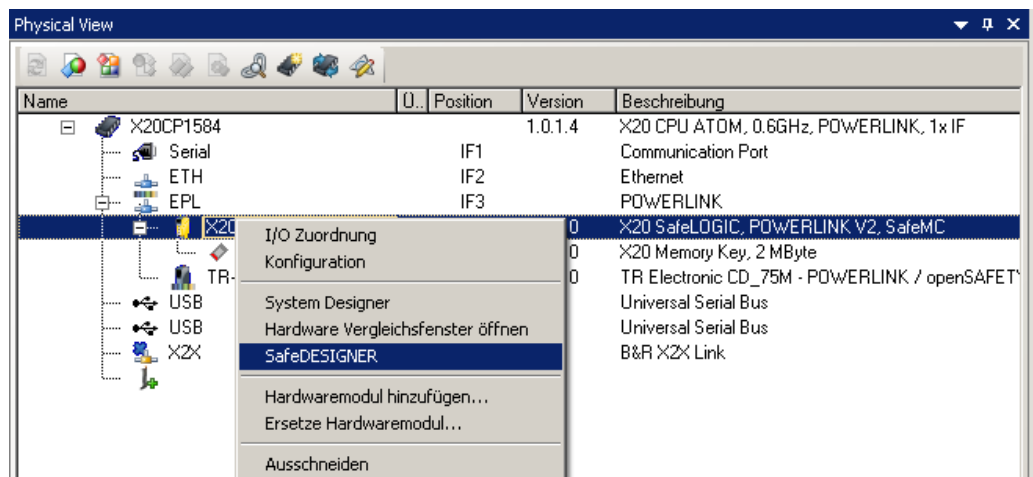 Physical View
Name Ü.. Position Version Beschreibung
X20CP1584 1.0.1.4 X20 CPU ATOM, 0.6GHz, POWERLINK, 1x IF
Serial IF1 Communication Port
ETH IF2 Ethernet
EPL IF3 POWERLINK
X20 0 X20 SafeLOGIC, POWERLINK V2, SafeMC
0 X20 Memory Key, 2 MByte
TR- 0 TR Electronic CD_75M - POWERLINK / openSAFETY
USB Universal Serial Bus
USB Universal Serial Bus
X2X B&R X2X Link
I/O Zuordnung
Konfiguration
System Designer
Hardware Vergleichsfenster öffnen
SafeDESIGNER
Hardwaremodul hinzufügen...
Ersetze Hardwaremodul...
Ausschneiden